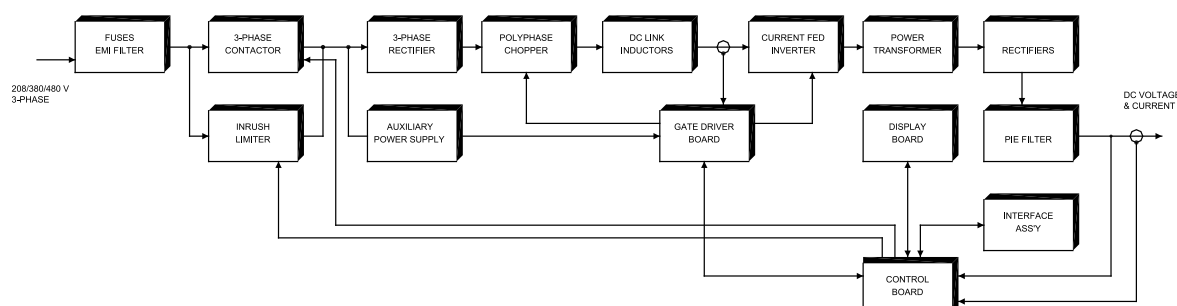 FUSES
EMI FILTER
3-PHASE
CONTACTOR
3-PHASE
RECTIFIER
POLYPHASE
CHOPPER
DC LINK
INDUCTORS
CURRENT FED
INVERTER
POWER
TRANSFORMER
RECTIFIERS
208/380/480 V
3-PHASE
DC VOLTAGE
& CURRENT
INRUSH
LIMITER
AUXILIARY
POWER SUPPLY
GATE DRIVER
BOARD
DISPLAY
BOARD
PIE FILTER
INTERFACE
ASS'Y
CONTROL
BOARD